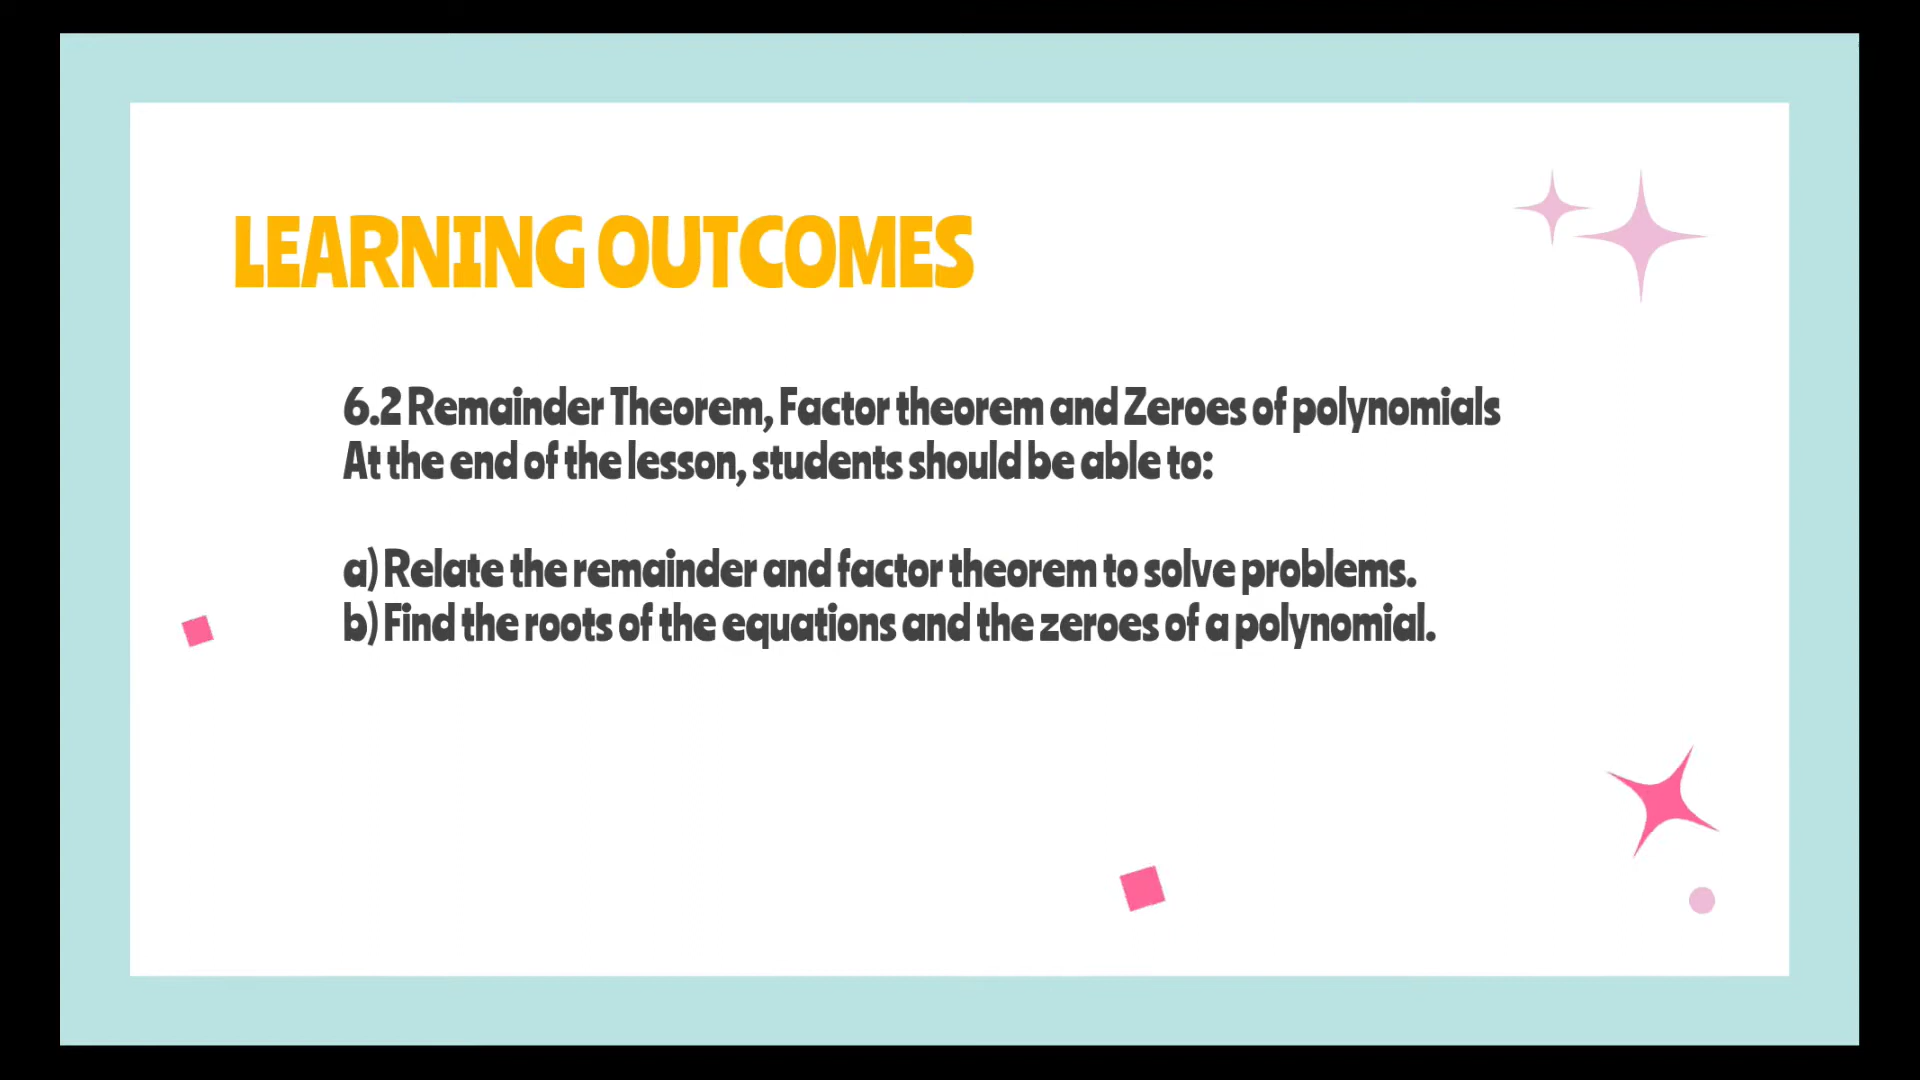 LEARNING OUTCOMES
6.2 Remainder Theorem, Factor theorem and Zeroes of polynomials
At the end of the lesson, students should be able to:
a) Relate the remainder and factor theorem to solve problems.
b) Find the roots of the equations and the zeroes of a polynomial.